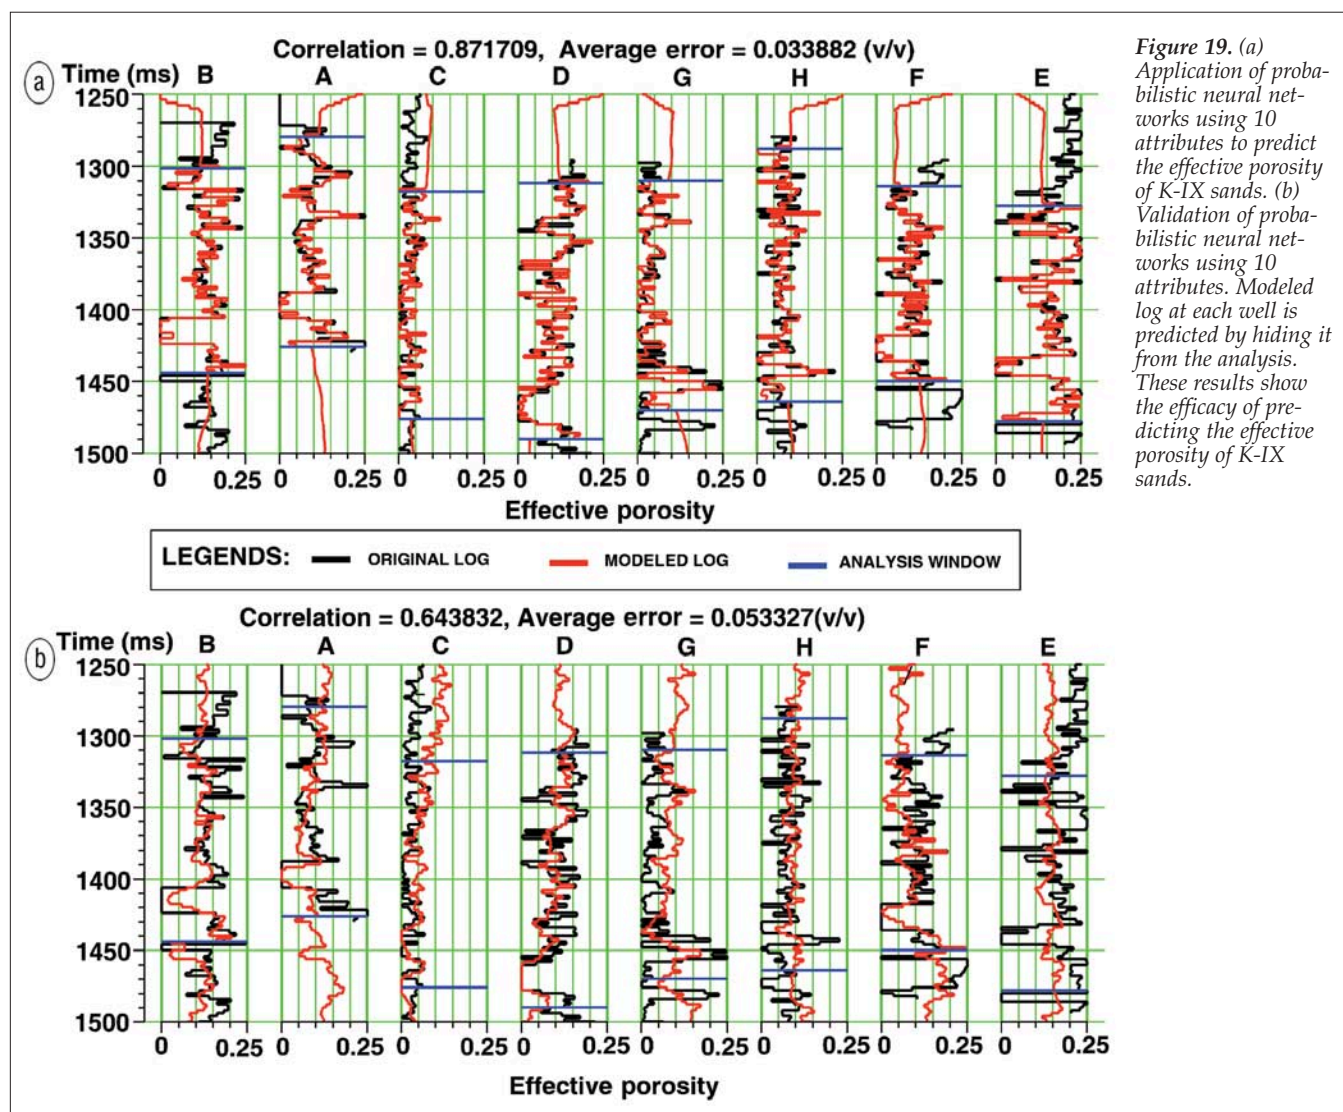 Correlation = 0.871709, Average error = 0.033882 (v/v)
a
Time (ms)
B A C D G H F E
1250
1300
1350
1400
1450
1500
0 0.25 0 0.25 0 0.25 0 0.25 0 0.25 0 0.25 0 0.25 0 0.25
Effective porosity
LEGENDS: ORIGINAL LOG MODELED LOG ANALYSIS WINDOW
Correlation = 0.643832, Average error = 0.053327(v/v)
b
Time (ms)
B A C D G H F E
1250
1300
1350
1400
1450
1500
0 0.25 0 0.25 0 0.25 0 0.25 0 0.25 0 0.25 0 0.25 0 0.25
Effective porosity
Figure 19. (a)
Application of proba-
bilistic neural net-
works using 10
attributes to predict
the effective porosity
of K-IX sands. (b)
Validation of proba-
bilistic neural net-
works using 10
attributes. Modeled
log at each well is
predicted by hiding it
from the analysis.
These results show
the efficacy of pre-
dicting the effective
porosity of K-IX
sands.